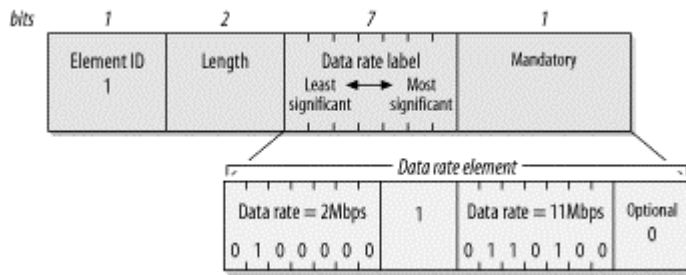 bits 1 2 7 1
Element ID Length Data rate label Mandatory
1 Least Most
significant significant
Data rate element
Data rate = 2Mbps 1 Data rate = 11Mbps Optional
0 1 0 0 0 0 0 0 1 1 0 1 0 0 0